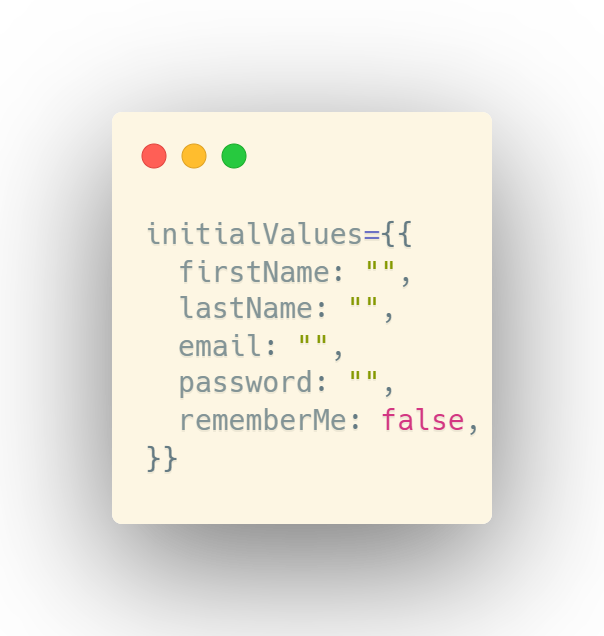 initialValues={{
  firstName: "",
  lastName: "",
  email: "",
  password: "",
  rememberMe: false,
}}